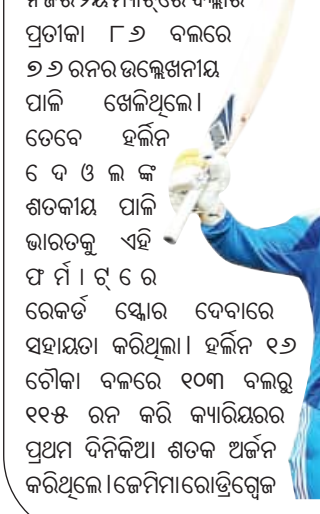 ପ୍ରତୀକା ୮୬ ବଲରେ
୭୬ ରନର ଉଲ୍ଲେଖନୀୟ
ପାଳି ଖେଳିଥିଲେ।
ତେବେ ହର୍ଲିନ
ଦେଓଲଙ୍କ
ଶତକୀୟ ପାଳି
ଭାରତକୁ ଏହି
ଫର୍ମାଟ୍‌ରେ
ରେକର୍ଡ ସ୍କୋର ଦେବାରେ
ସହାୟତା କରିଥିଲା। ହର୍ଲିନ ୧୬
ଚୌକା ବଳରେ ୧୦୩ ବଲରୁ
୧୧୫ ରନ କରି କ୍ୟାରିୟରର
ପ୍ରଥମ ଦିନିକିଆ ଶତକ ଅର୍ଜନ
କରିଥିଲେ।ଜେମିମା ରୋଡ୍ରିଗ୍ୱେଜ